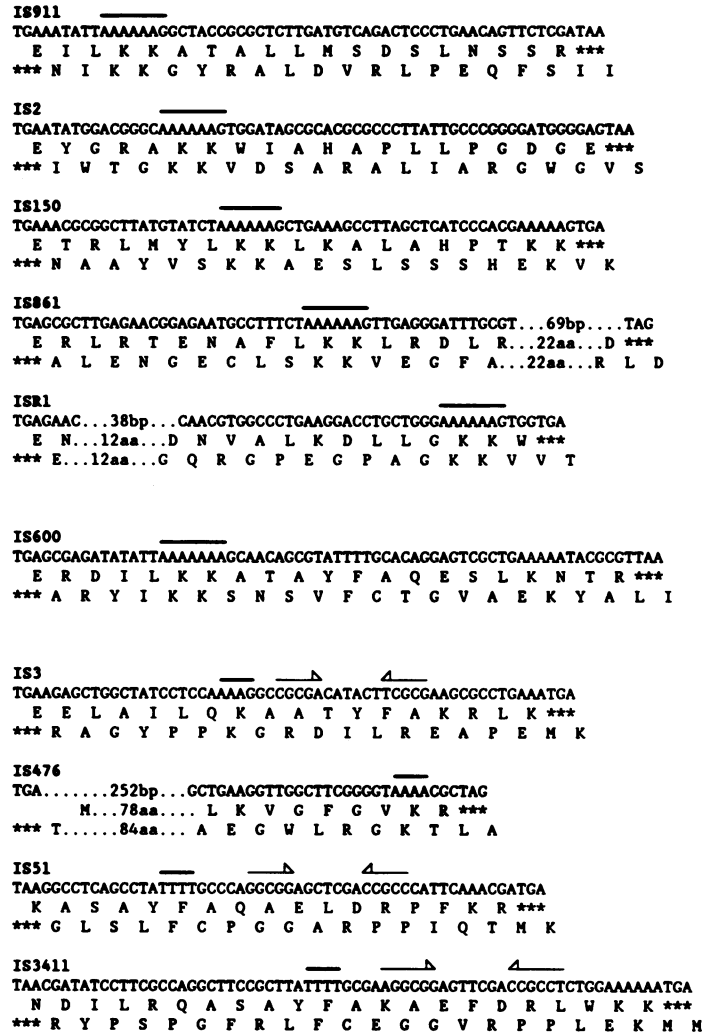 IS911
TGAAATATTAAAAAAGGCTACCGCGCTCTTGATGTCAGACTCCCTGAACAGTTCTCGATAA
E I L K K A T A L L M S D S L N S S R ***
*** N I K K G Y R A L D V R L P E Q F S I I
IS2
TGAATATGGACGGGCAAAAAAGTGGATAGCGCACGCGCCCTTATTGCCCGGGGATGGGGAGTAA
E Y G R A K K W I A H A P L L P G D G E ***
*** I W T G K K V D S A R A L I A R G W G V S
IS150
TGAAACGCGGCTTATGTATCTAAAAAAGCTGAAAGCCTTAGCTCATCCCACGAAAAAGTGA
E T R L M Y L K K L K A L A H P T K K ***
*** N A A Y V S K K A E S L S S S H E K V K
IS861
TGAGCGCTTGAGAACGGAGAATGCCTTTCTAAAAAAGTTGAGGGATTTGCGT...69bp....TAG
E R L R T E N A F L K K L R D L R...22aa...D ***
*** A L E N G E C L S K K V E G F A...22aa...R L D
ISR1
TGAGAAC...38bp...CAACGTGGCCCTGAAGGACCTGCTGGGAAAAAAGTGGTGA
E N...12aa...D N V A L K D L L G K K W ***
*** E...12aa...G Q R G P E G P A G K K V V T
IS600
TGAGCGAGATATATTAAAAAAAGCAACAGCGTATTTTGCACAGGAGTCGCTGAAAAATACGCGTTAA
E R D I L K K A T A Y F A Q E S L K N T R ***
*** A R Y I K K S N S V F C T G V A E K Y A L I
IS3
TGAAGAGCTGGCTATCCTCCAAAAGGCCGCGACATACTTCGCGAAGCGCCTGAAATGA
E E L A I L Q K A A T Y F A K R L K ***
*** R A G Y P P K G R D I L R E A P E M K
IS476
TGA.......252bp...GCTGAAGGTTGGCTTCGGGGTAAAACGCTAG
M...78aa.... L K V G F G V K R ***
*** T.....84aa... A E G W L R G K T L A
IS51
TAAGGCCTCAGCCTATTTTGCCCAGGCGGAGCTCGACCGCCCATTCAAACGATGA
K A S A Y F A Q A E L D R P F K R ***
*** G L S L F C P G G A R P P I Q T M K
IS3411
TAACGATATCCTTCGCCAGGCTTCCGCTTATTTTGCGAAGGCGGAGTTCGACCGCCTCTGGAAAAAATGA
N D I L R Q A S A Y F A K A E F D R L W K K ***
*** R Y P S P G F R L F C E G G V R P P L E K M M